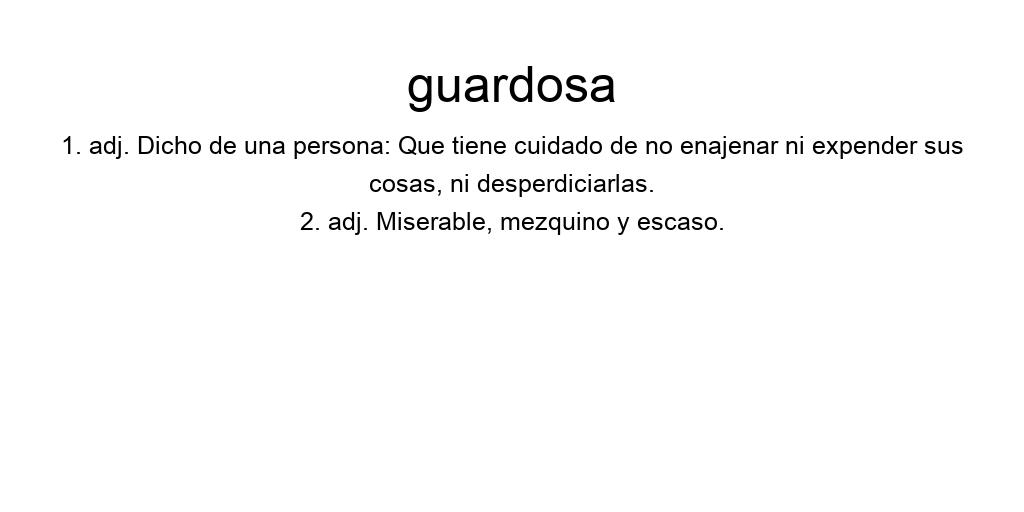 guardosa
1. adj. Dicho de una persona: Que tiene cuidado de no enajenar ni expender sus
cosas, ni desperdiciarlas.
2. adj. Miserable, mezquino y escaso.